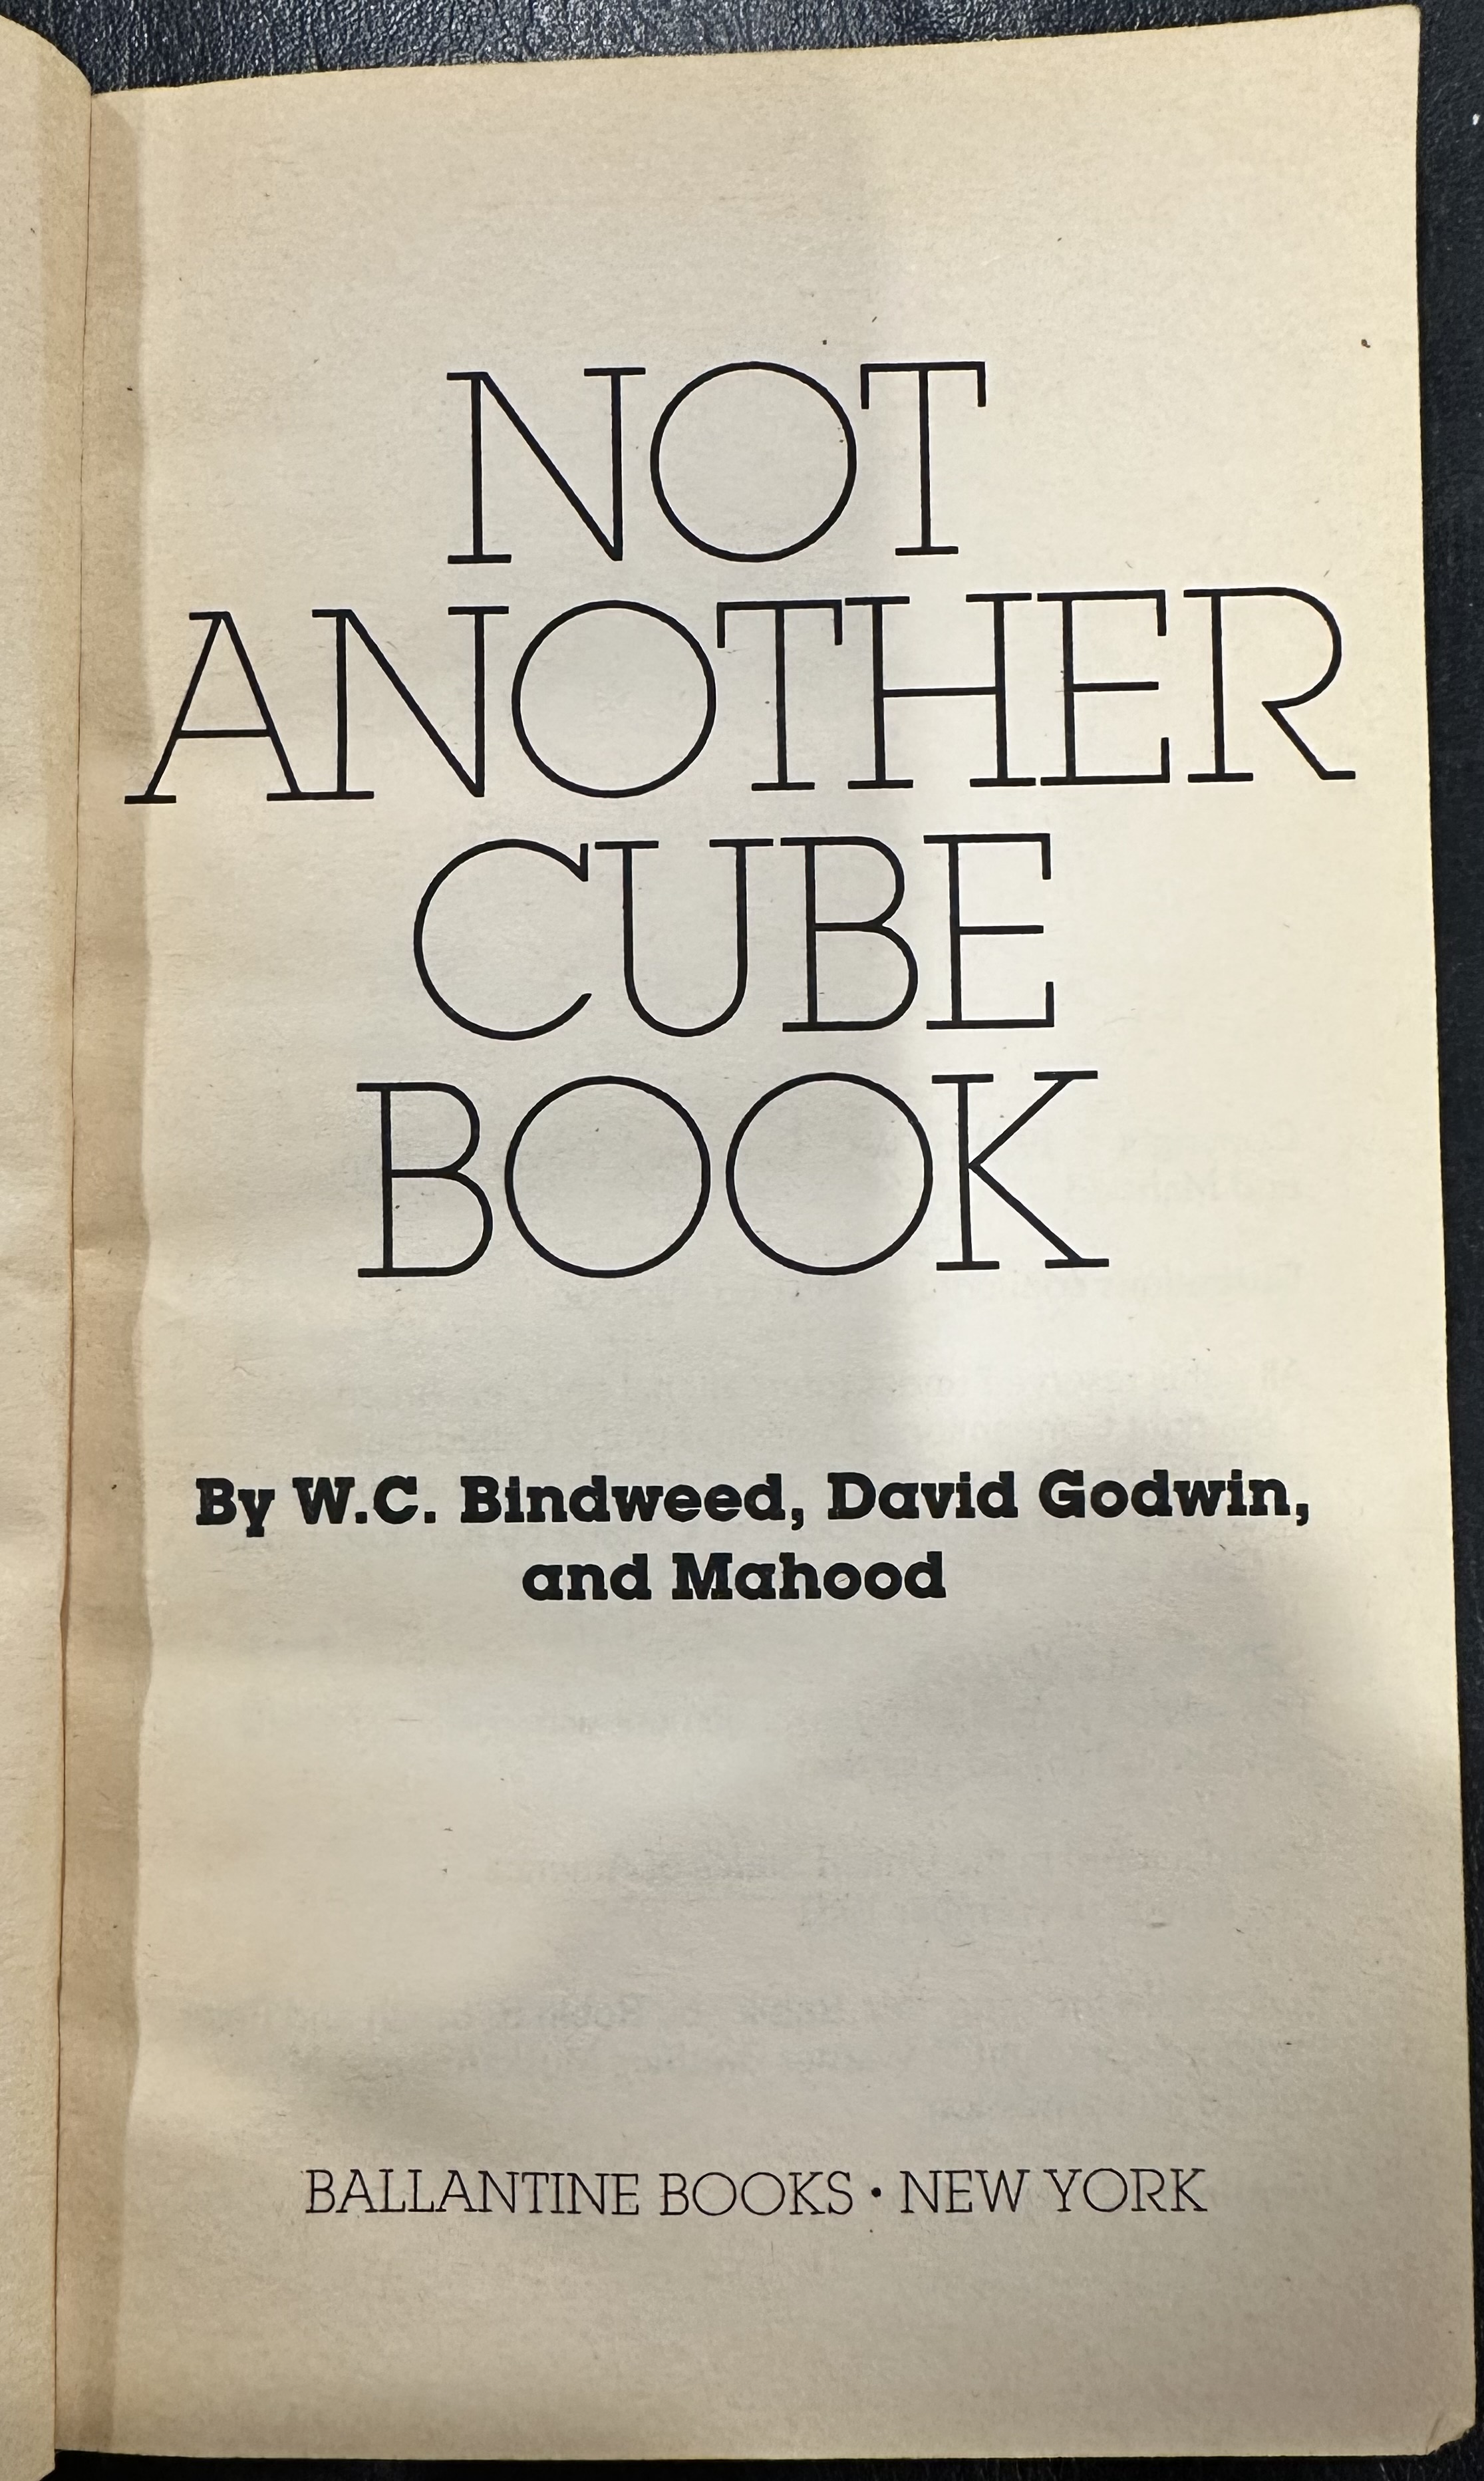 NOT
ANOTHER
CUBE
BOOK
By W.C. Bindweed, David Godwin,
and Mahood
BALLANTINE BOOKS • NEW YORK